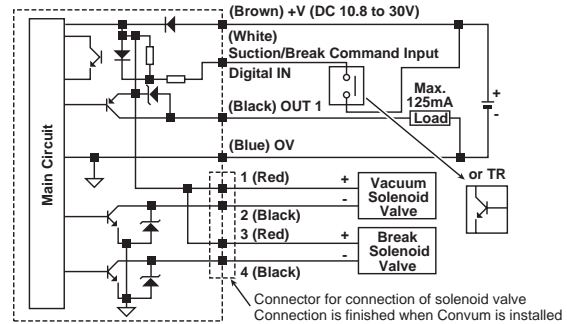 (Brown) +V (DC 10.8 to 30V)
(White)
Suction/Break Command Input
Digital IN
Max.
125mA
Load
(Black) OUT 1
+
-
(Blue) OV
or TR
Main Circuit
1 (Red)
+
Vacuum
Solenoid
Valve
-
2 (Black)
3 (Red)
+
Break
Solenoid
Valve
-
4 (Black)
Connector for connection of solenoid valve
Connection is finished when Convum is installed